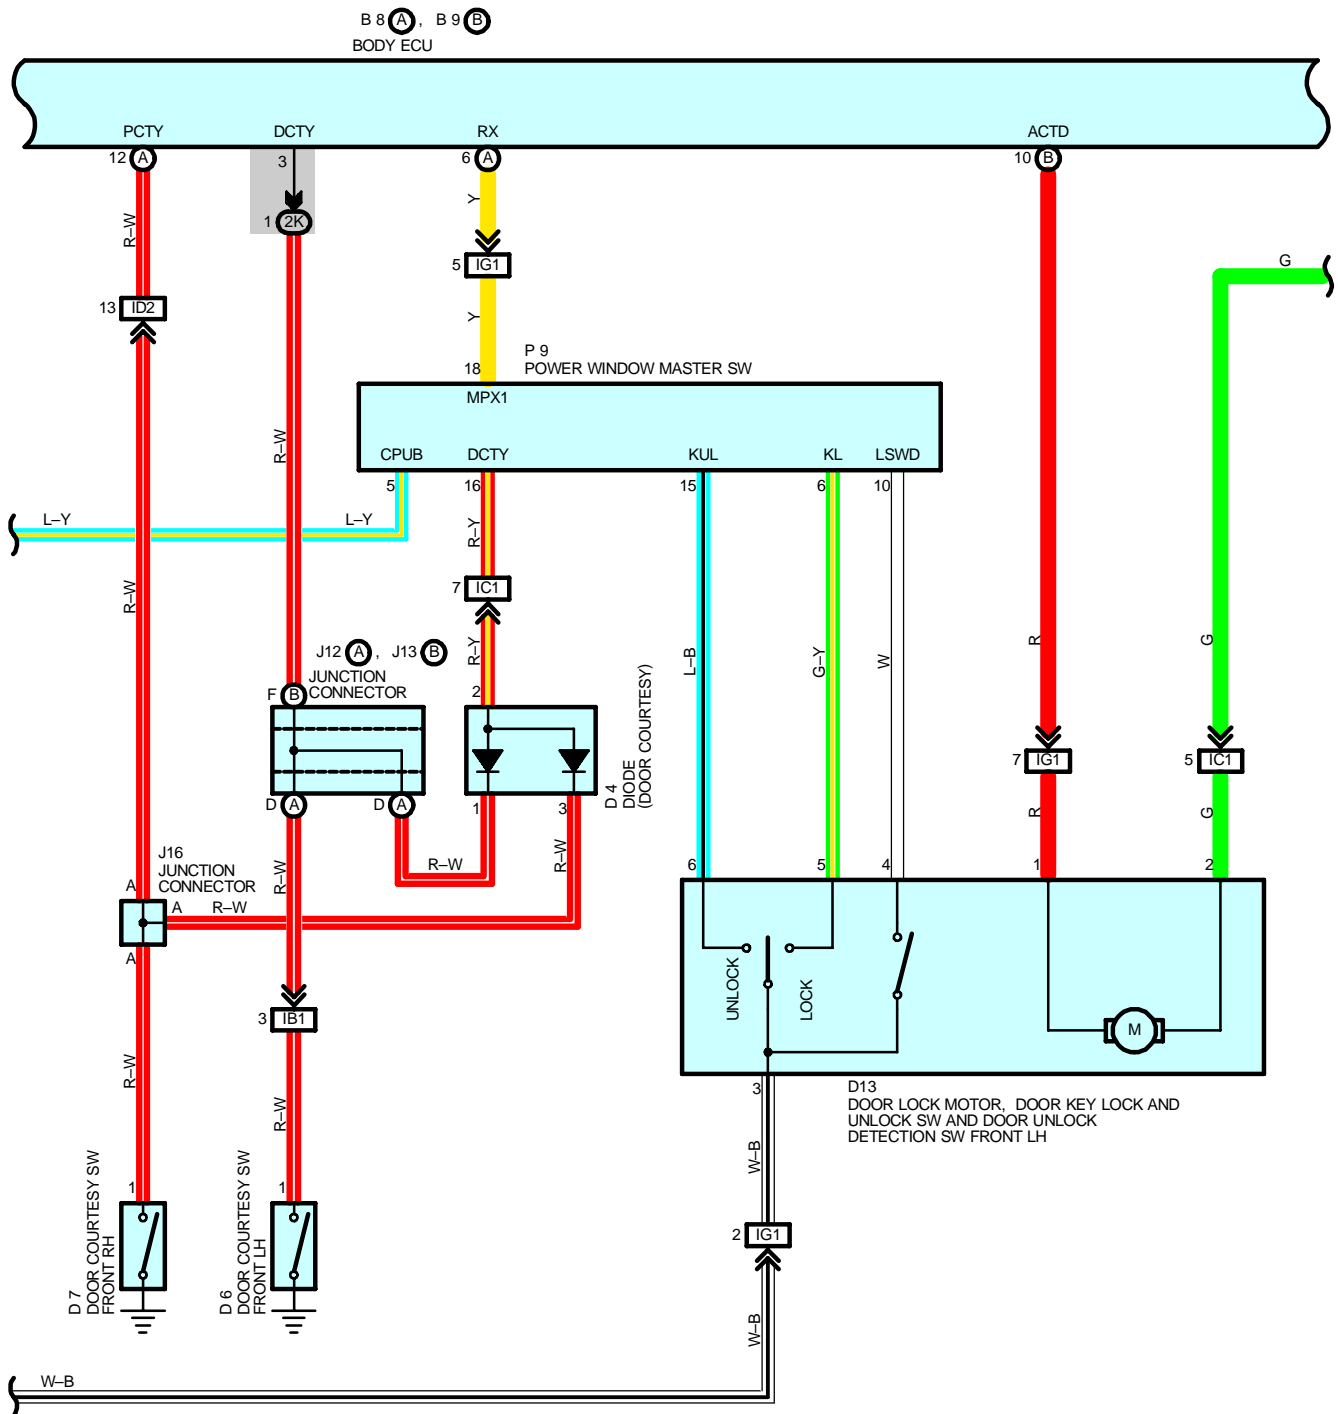 B 8 A , B 9 B
BODY ECU
PCTY DCTY RX ACTD
12 A 3 6 A 10 B
1 2K
R–W Y
5 IG1
G
13 ID2
Y
P 9
POWER WINDOW MASTER SW
18
MPX1
R–W
CPUB DCTY KUL KL LSWD
5 16 15 6 10
L–Y L–Y
R–Y
R–W
7 IC1
J12 A , J13 B
JUNCTION
CONNECTOR
R–Y L–B G–Y W R G
F B 2
D 4
DIODE
(DOOR COURTESY)
7 IG1 5 IC1
D A D A 1 3
R G
J16
JUNCTION
CONNECTOR
R–W R–W R–W
6 5 4 1 2
A
A R–W
A
UNLOCK LOCK
3 IB1
M
R–W R–W
3
D13
DOOR LOCK MOTOR, DOOR KEY LOCK AND
UNLOCK SW AND DOOR UNLOCK
DETECTION SW FRONT LH
W–B
1 1
D 7
DOOR COURTESY SW
FRONT RH
D 6
DOOR COURTESY SW
FRONT LH
2 IG1
W–B
W–B